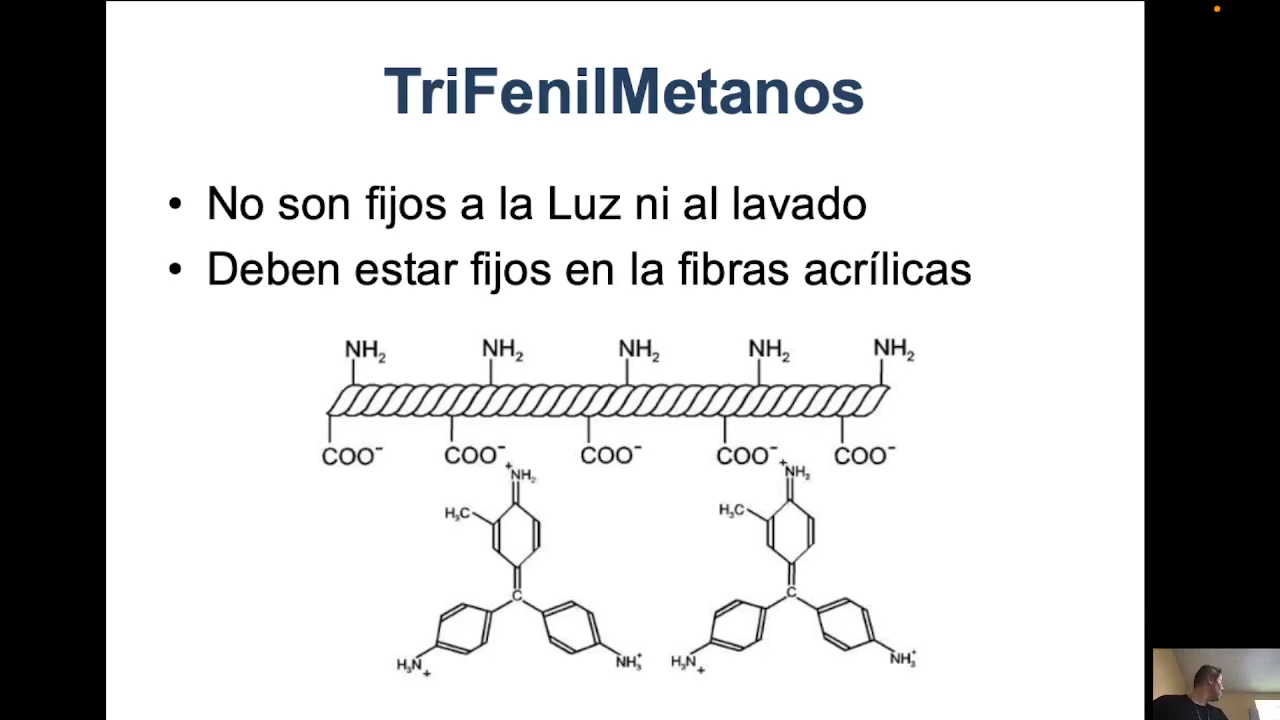 TriFenilMetanos
• No son fijos a la Luz ni al lavado
• Deben estar fijos en la fibras acrílicas
NH₂ NH₂ NH₂ NH₂ NH₂
COO⁻ COO⁻ COO⁻ COO⁻ COO⁻
⁺NH₂ ⁺NH₂
H₃C H₃C
C C
H₃N⁺ NH₃⁺ H₃N⁺ NH₃⁺